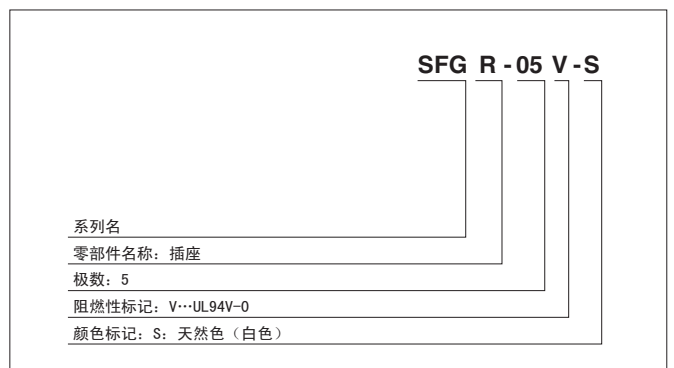 SFG R - 05 V - S
系列名
零部件名称：插座
极数：5
阻燃性标记：V…UL94V-0
颜色标记：S：天然色（白色）